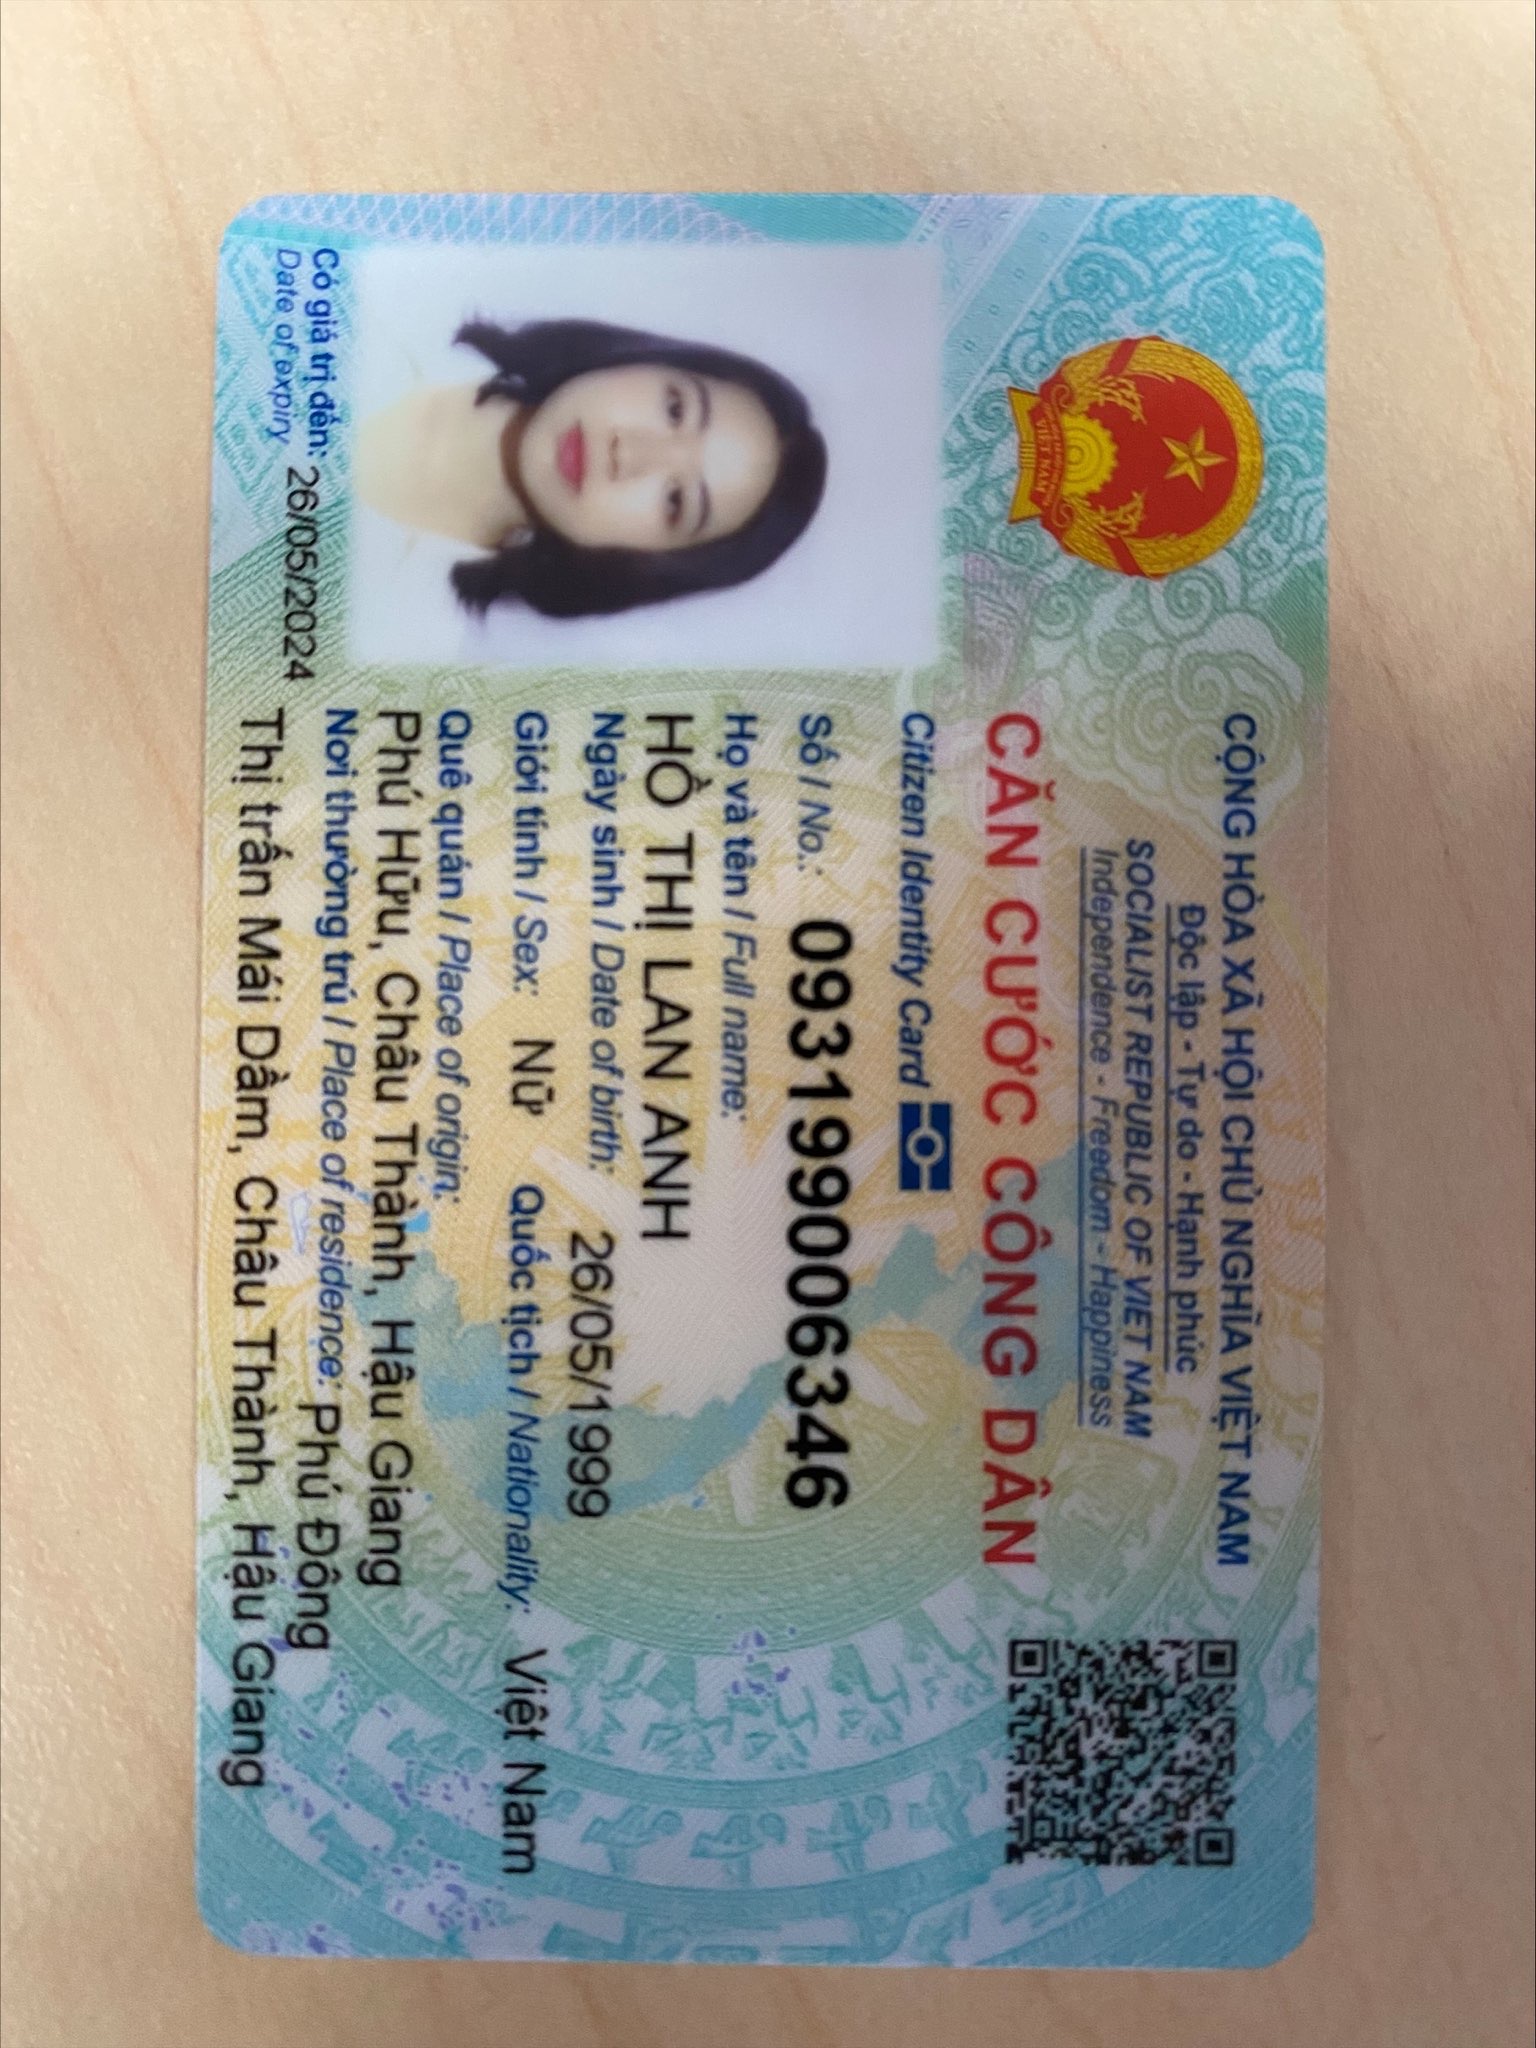 CỘNG HÒA XÃ HỘI CHỦ NGHĨA VIỆT NAM
Độc lập - Tự do - Hạnh phúc
SOCIALIST REPUBLIC OF VIET NAM
Independence - Freedom - Happiness
CĂN CƯỚC CÔNG DÂN
Citizen Identity Card
Số / No.: 093199006346
Họ và tên / Full name:
HỒ THỊ LAN ANH
Ngày sinh / Date of birth: 26/05/1999
Giới tính / Sex: Nữ Quốc tịch / Nationality: Việt Nam
Quê quán / Place of origin:
Phú Hữu, Châu Thành, Hậu Giang
Nơi thường trú / Place of residence: Phú Đông
Thị trấn Mái Dầm, Châu Thành, Hậu Giang
Có giá trị đến: 26/05/2024
Date of expiry
VIỆT NAM